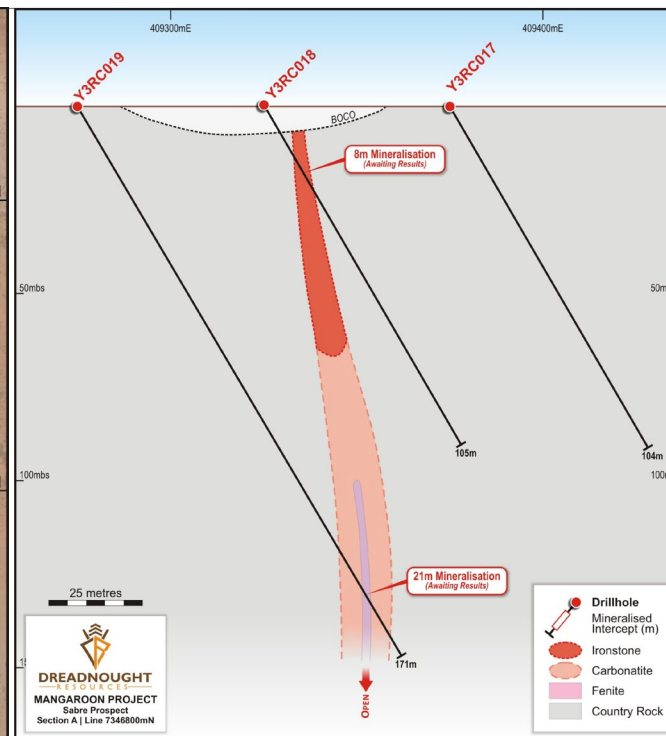 409300mE
409400mE
Y3RC019
Y3RC018
Y3RC017
BOCO
8m Mineralisation
(Awaiting Results)
50mbs
50m
105m
104m
100mbs
100m
21m Mineralisation
(Awaiting Results)
25 metres
15
171m
OPEN
DREADNOUGHT
RESOURCES
MANGAROON PROJECT
Sabre Prospect
Section A | Line 7346800mN
Drillhole
Mineralised
Intercept (m)
Ironstone
Carbonatite
Fenite
Country Rock